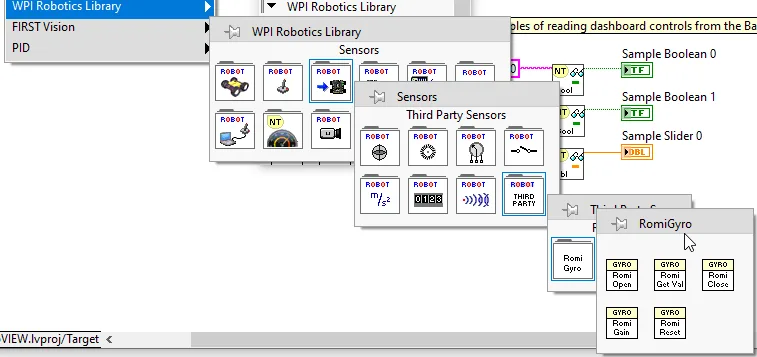 WPI Robotics Library
WPI Robotics Library
FIRST Vision
PID
les of reading dashboard controls from the Ba
WPI Robotics Library
Sensors
ROBOT ROBOT ROBOT ROBOT ROBOT ROBOT
ROBOT NT ROBOT
Sample Boolean 0
NT
TF
Sample Boolean 1
TF
Sample Slider 0
DBL
Sensors
Third Party Sensors
ROBOT ROBOT ROBOT ROBOT
ROBOT ROBOT ROBOT ROBOT
m/s² 0123 THIRD PARTY
Third Party S
Romi
Gyro
RomiGyro
GYRO GYRO GYRO
Romi Romi Romi
Open Get Val Close
GYRO GYRO
Romi Romi
Gain Reset
VIEW.lvproj/Target